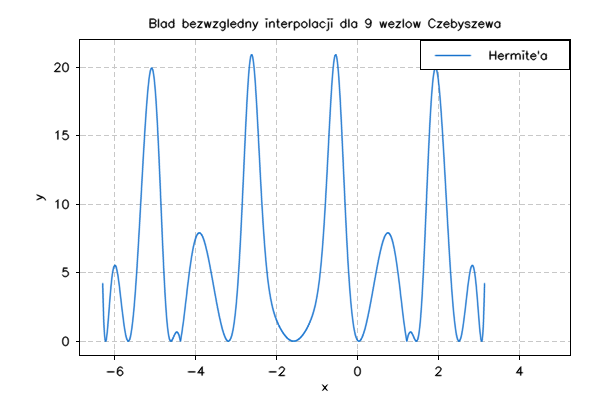 Blad bezwzgledny interpolacji dla 9 wezlow Czebyszewa
Hermite'a
20
15
10
5
0
y
−6 −4 −2 0 2 4
x